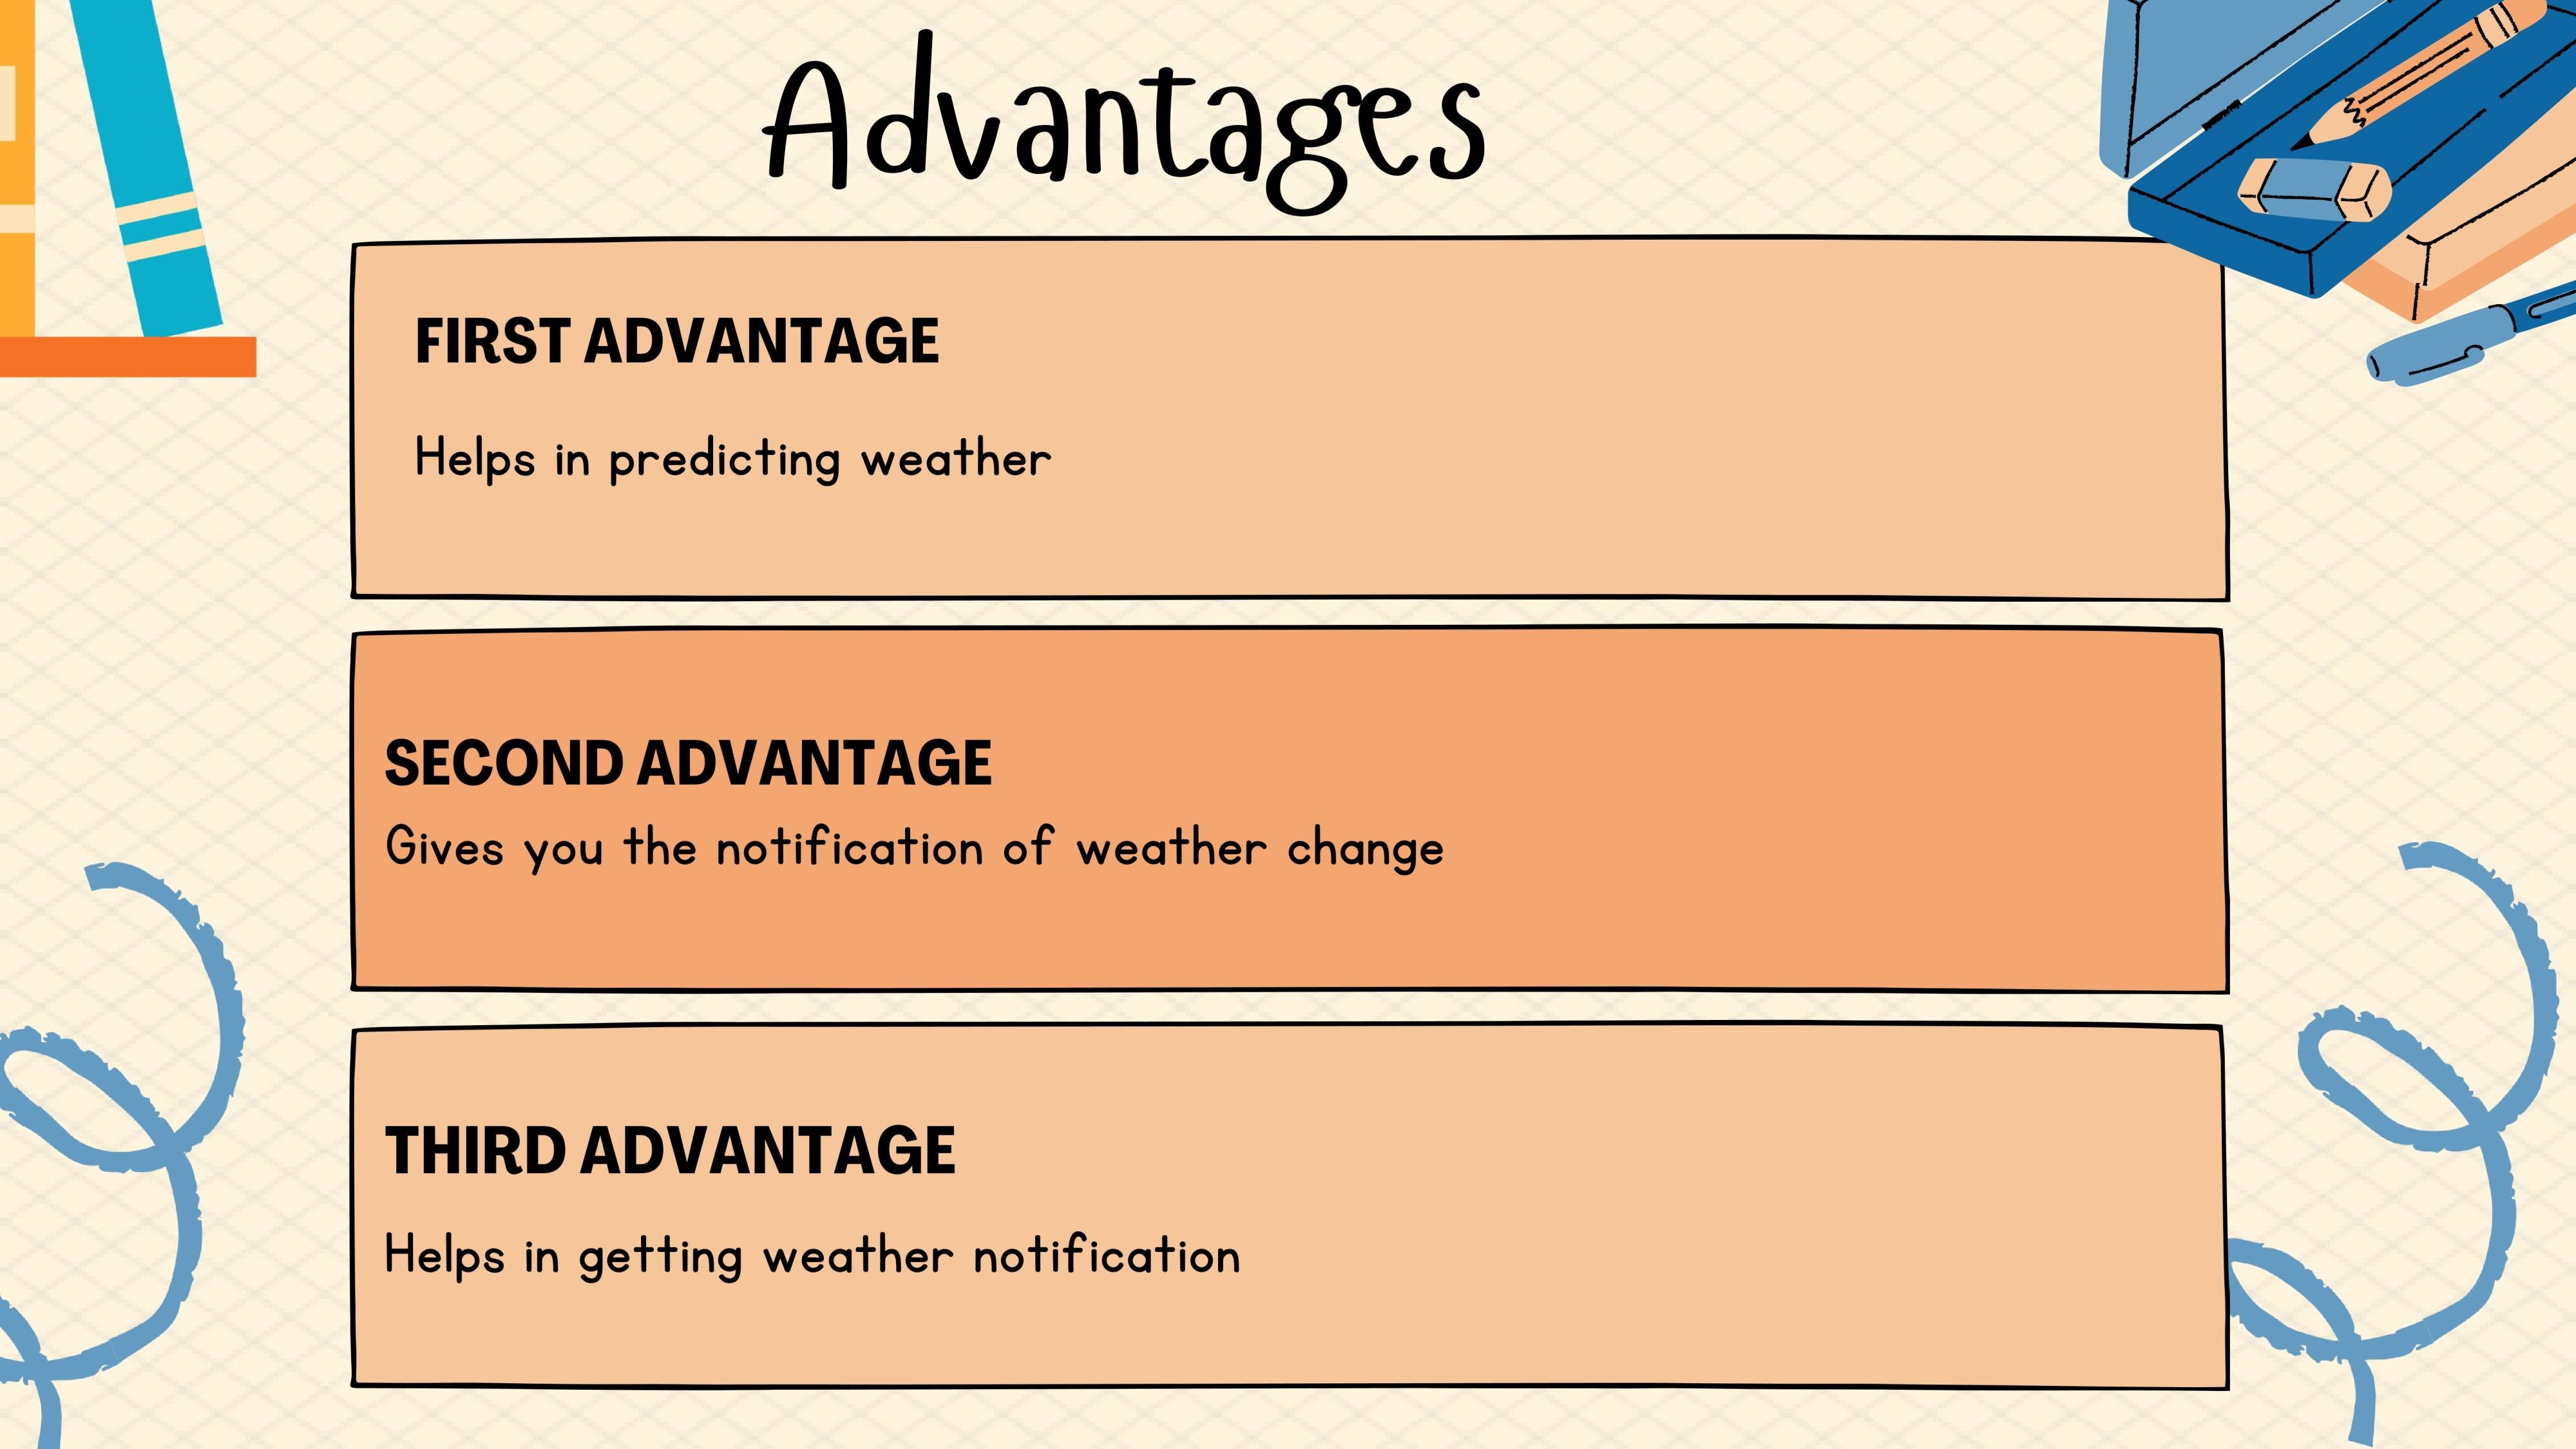 Advantages
FIRST ADVANTAGE
Helps in predicting weather
SECOND ADVANTAGE
Gives you the notification of weather change
THIRD ADVANTAGE
Helps in getting weather notification